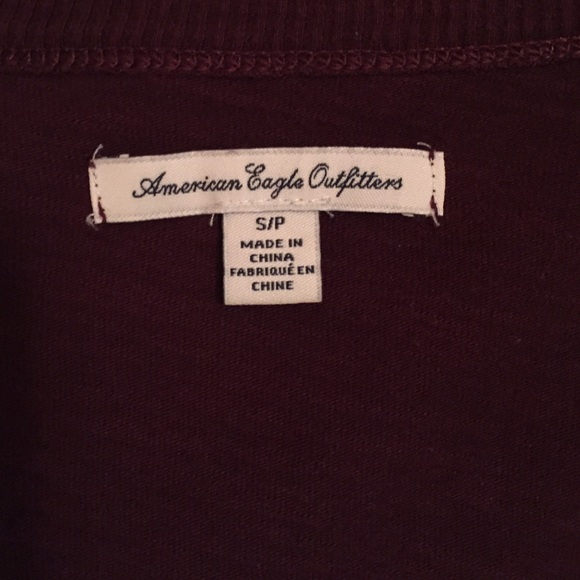 American Eagle Outfitters
S/P
MADE IN
CHINA
FABRIQUÉ EN
CHINE